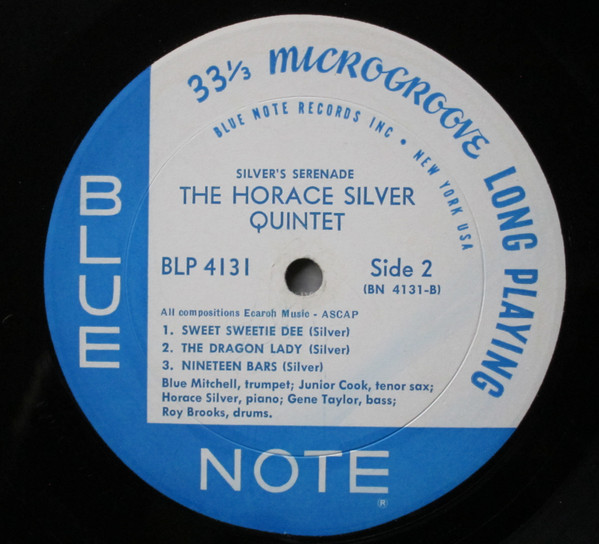 33⅓ MICROGROOVE LONG PLAYING
BLUE NOTE RECORDS INC • NEW YORK USA
SILVER'S SERENADE
THE HORACE SILVER
QUINTET
BLP 4131
Side 2
(BN 4131-B)
All compositions Ecaroh Music - ASCAP
1. SWEET SWEETIE DEE (Silver)
2. THE DRAGON LADY (Silver)
3. NINETEEN BARS (Silver)
Blue Mitchell, trumpet; Junior Cook, tenor sax;
Horace Silver, piano; Gene Taylor, bass;
Roy Brooks, drums.
BLUE
NOTE
®